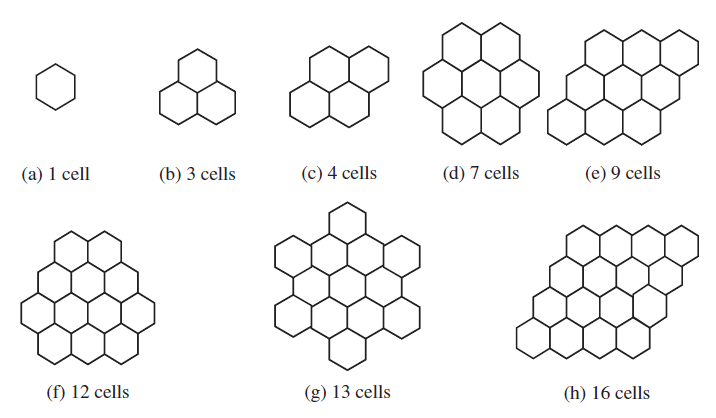 (a) 1 cell
(b) 3 cells
(c) 4 cells
(d) 7 cells
(e) 9 cells
(f) 12 cells
(g) 13 cells
(h) 16 cells